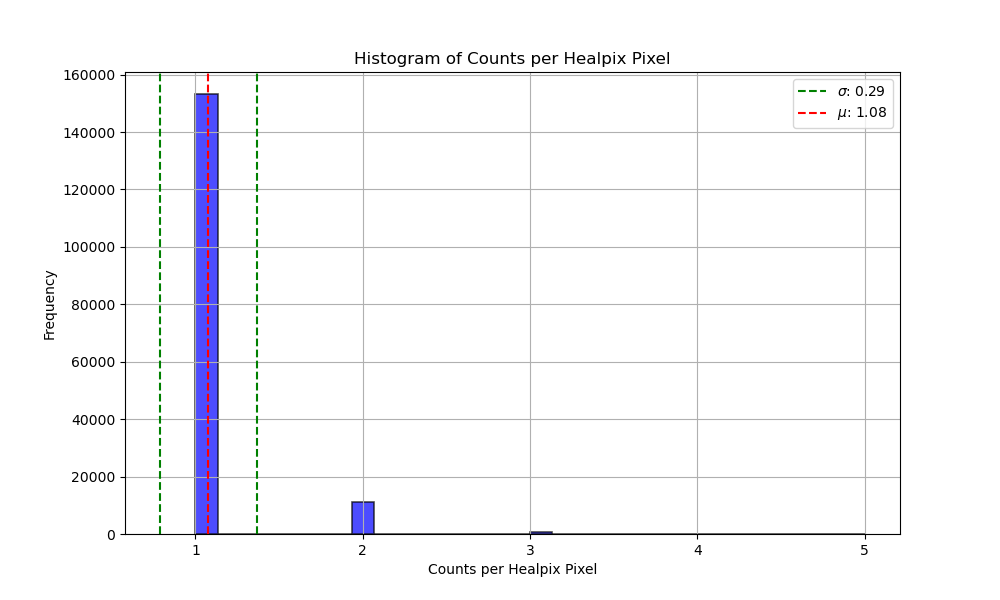 Histogram of Counts per Healpix Pixel
160000
140000
120000
100000
80000
60000
40000
20000
0
Frequency
σ: 0.29
μ: 1.08
1 2 3 4 5
Counts per Healpix Pixel